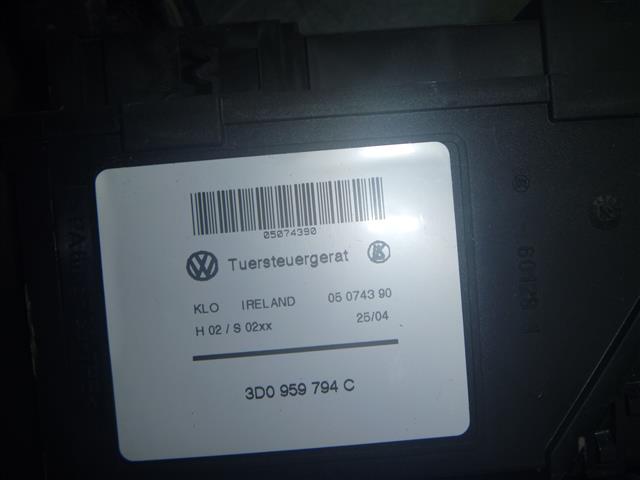 05074390
Tuersteuergerat
KLO IRELAND 05 0743 90
H 02 / S 02xx 25/04
3D0 959 794 C